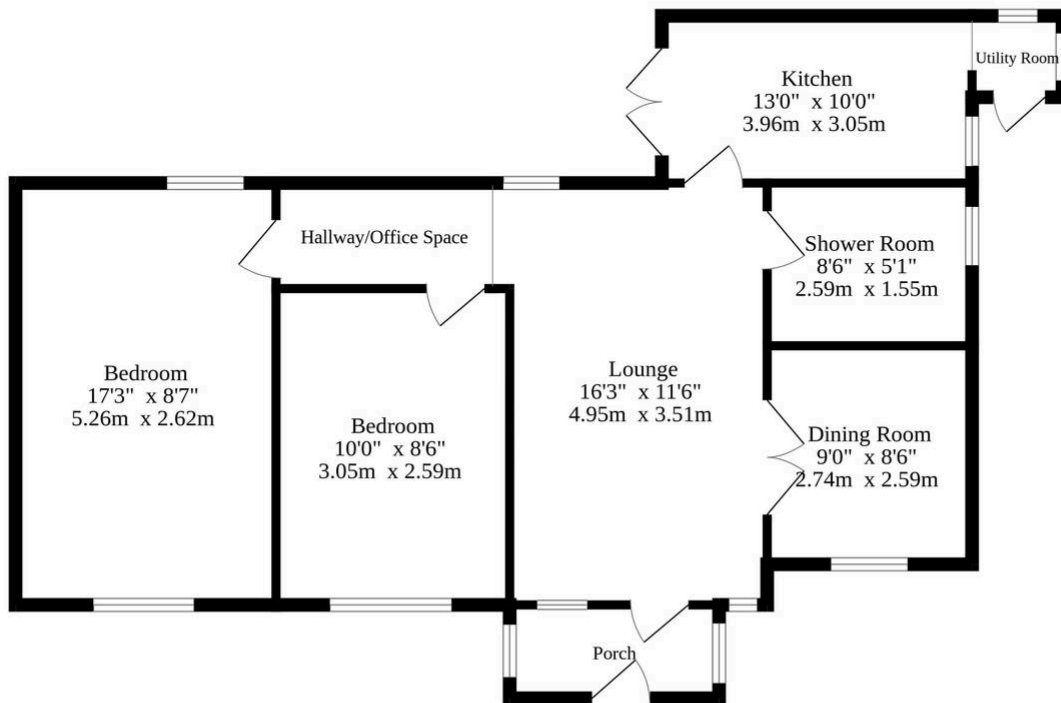 Utility Room
Kitchen
13'0" x 10'0"
3.96m x 3.05m
Hallway/Office Space
Shower Room
8'6" x 5'1"
2.59m x 1.55m
Bedroom
17'3" x 8'7"
5.26m x 2.62m
Lounge
16'3" x 11'6"
4.95m x 3.51m
Bedroom
10'0" x 8'6"
3.05m x 2.59m
Dining Room
9'0" x 8'6"
2.74m x 2.59m
Porch